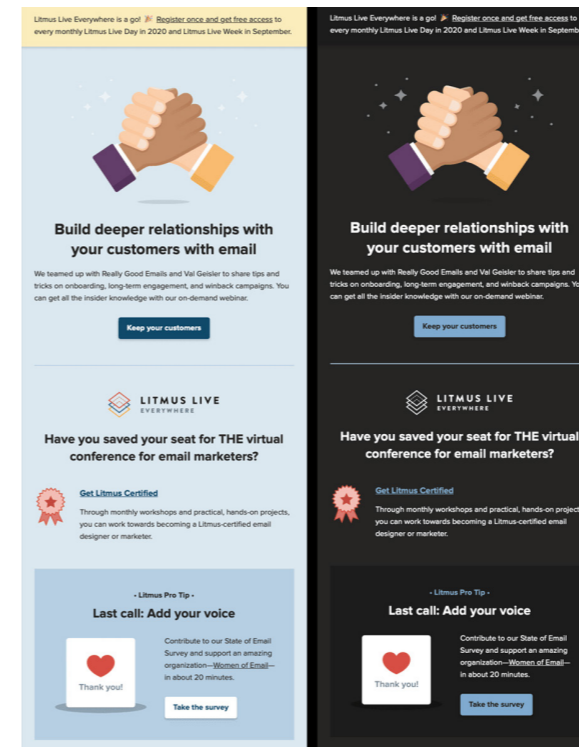 Litmus Live Everywhere is a go! 🎉 Register once and get free access to
every monthly Litmus Live Day in 2020 and Litmus Live Week in September.
Build deeper relationships with
your customers with email
We teamed up with Really Good Emails and Val Geisler to share tips and
tricks on onboarding, long-term engagement, and winback campaigns. You
can get all the insider knowledge with our on-demand webinar.
Keep your customers
LITMUS LIVE
EVERYWHERE
Have you saved your seat for THE virtual
conference for email marketers?
Get Litmus Certified
Through monthly workshops and practical, hands-on projects,
you can work towards becoming a Litmus-certified email
designer or marketer.
• Litmus Pro Tip •
Last call: Add your voice
Thank you!
Contribute to our State of Email
Survey and support an amazing
organization—Women of Email—
in about 20 minutes.
Take the survey
Litmus Live Everywhere is a go! 🎉 Register once and get free access to
every monthly Litmus Live Day in 2020 and Litmus Live Week in Septemb
Build deeper relationships with
your customers with email
We teamed up with Really Good Emails and Val Geisler to share tips and
tricks on onboarding, long-term engagement, and winback campaigns. Yo
can get all the insider knowledge with our on-demand webinar.
Keep your customers
LITMUS LIVE
EVERYWHERE
Have you saved your seat for THE virtual
conference for email marketers?
Get Litmus Certified
Through monthly workshops and practical, hands-on project
you can work towards becoming a Litmus-certified email
designer or marketer.
• Litmus Pro Tip •
Last call: Add your voice
Thank you!
Contribute to our State of Email
Survey and support an amazing
organization—Women of Email—
in about 20 minutes.
Take the survey